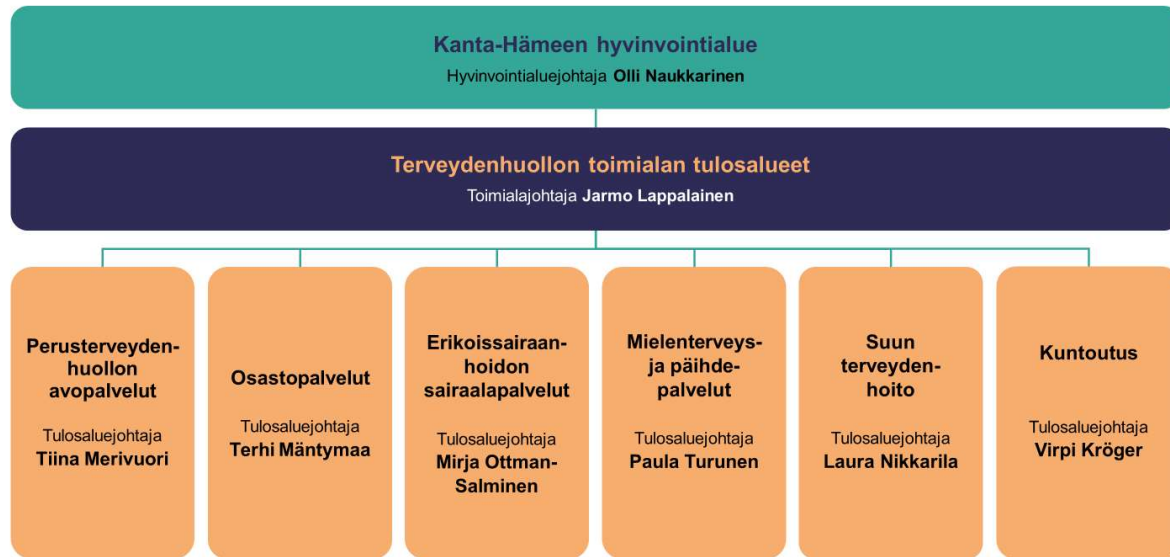 Kanta-Hämeen hyvinvointialue
Hyvinvointialuejohtaja Olli Naukkarinen
Terveydenhuollon toimialan tulosalueet
Toimialajohtaja Jarmo Lappalainen
Perusterveyden-
huollon
avopalvelut
Tulosaluejohtaja
Tiina Merivuori
Osastopalvelut
Tulosaluejohtaja
Terhi Mäntymaa
Erikoissairaan-
hoidon
sairaalapalvelut
Tulosaluejohtaja
Mirja Ottman-
Salminen
Mielenterveys-
ja päihde-
palvelut
Tulosaluejohtaja
Paula Turunen
Suun
terveyden-
hoito
Tulosaluejohtaja
Laura Nikkarila
Kuntoutus
Tulosaluejohtaja
Virpi Kröger